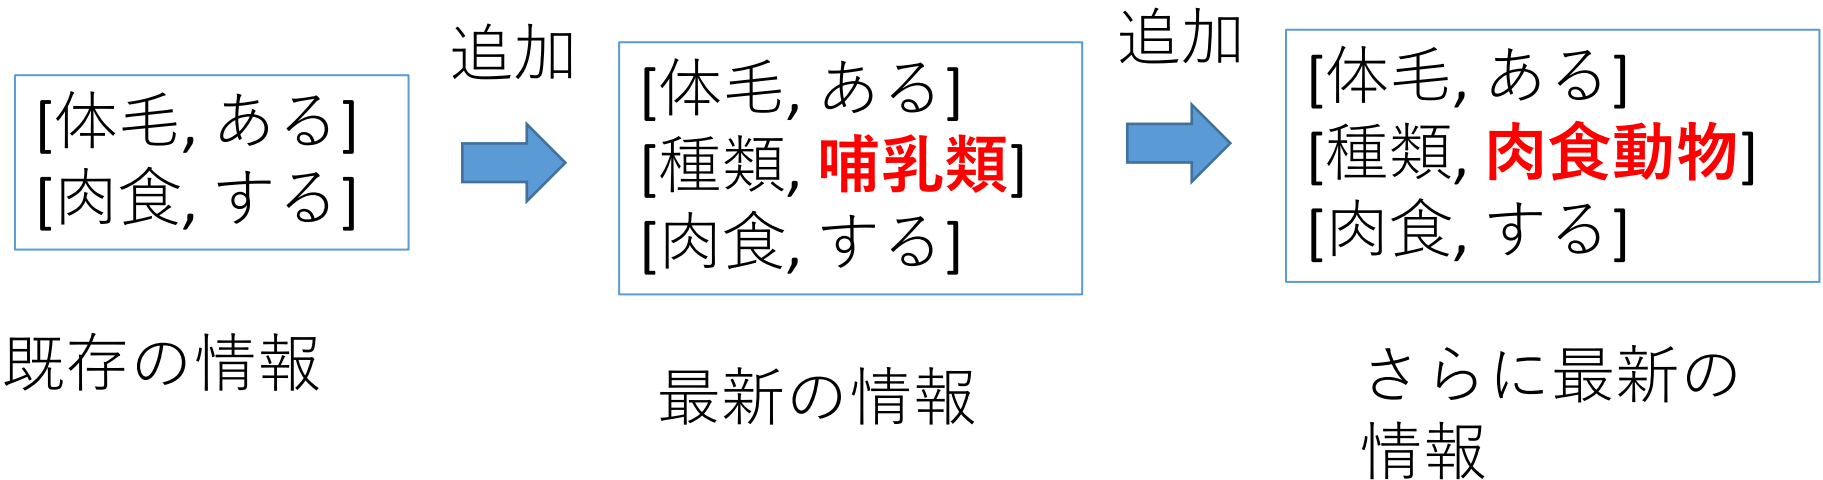 [体毛, ある]
[肉食, する]
既存の情報
追加
[体毛, ある]
[種類, 哺乳類]
[肉食, する]
最新の情報
追加
[体毛, ある]
[種類, 肉食動物]
[肉食, する]
さらに最新の
情報